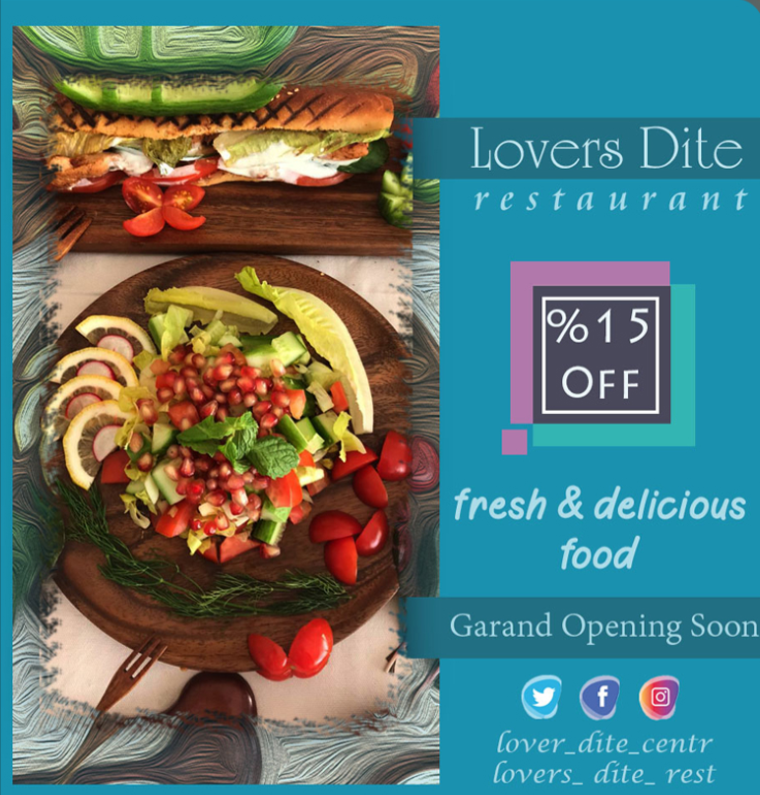 Lovers Dite
restaurant
%15
OFF
fresh & delicious
food
Garand Opening Soon
lover_dite_centr
lovers_ dite_ rest